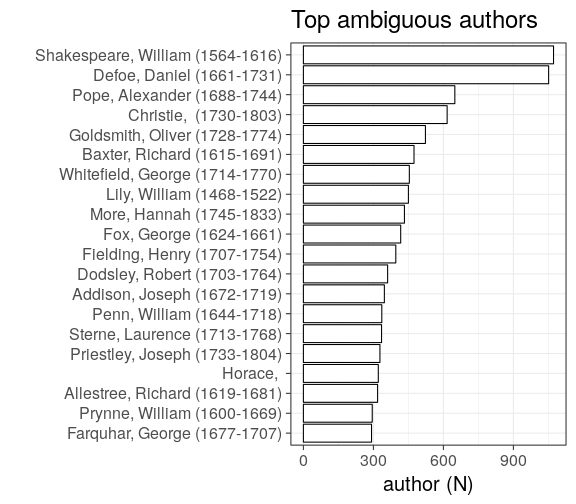 Top ambiguous authors
Shakespeare, William (1564-1616)
Defoe, Daniel (1661-1731)
Pope, Alexander (1688-1744)
Christie,  (1730-1803)
Goldsmith, Oliver (1728-1774)
Baxter, Richard (1615-1691)
Whitefield, George (1714-1770)
Lily, William (1468-1522)
More, Hannah (1745-1833)
Fox, George (1624-1661)
Fielding, Henry (1707-1754)
Dodsley, Robert (1703-1764)
Addison, Joseph (1672-1719)
Penn, William (1644-1718)
Sterne, Laurence (1713-1768)
Priestley, Joseph (1733-1804)
Horace,
Allestree, Richard (1619-1681)
Prynne, William (1600-1669)
Farquhar, George (1677-1707)
0 300 600 900
author (N)